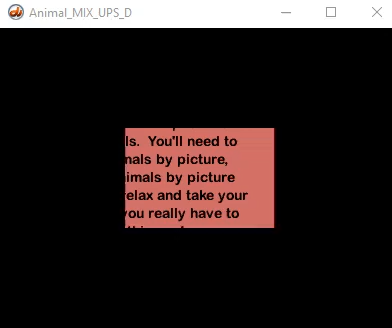 Animal_MIX_UPS_D
ls. You'll need to
nals by picture,
imals by picture
elax and take your
you really have to